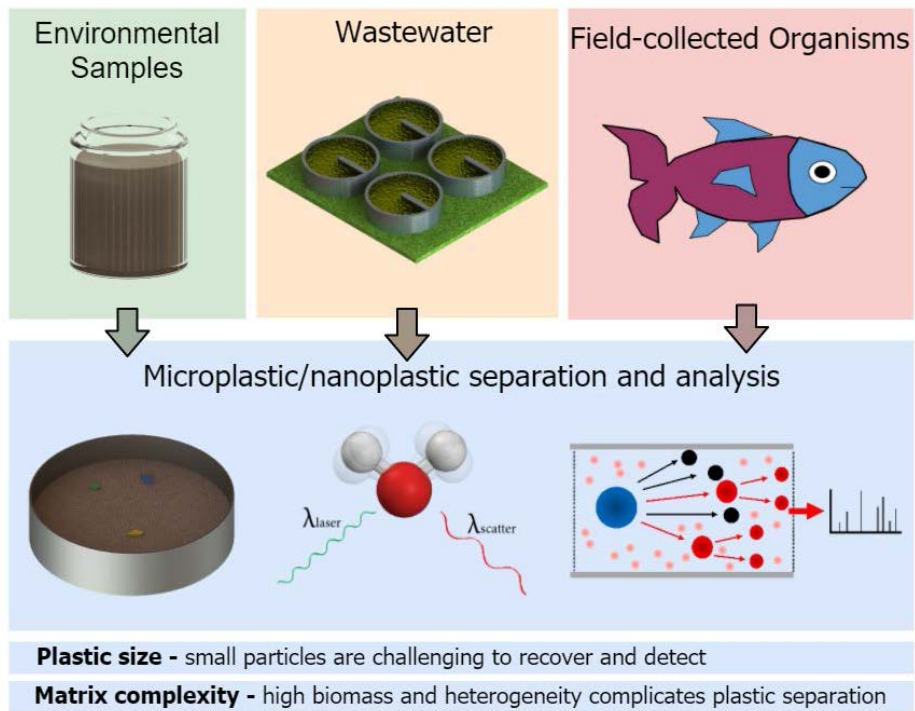 Environmental
Samples
Wastewater
Field-collected Organisms
Microplastic/nanoplastic separation and analysis
λlaser
λscatter
Plastic size - small particles are challenging to recover and detect
Matrix complexity - high biomass and heterogeneity complicates plastic separation